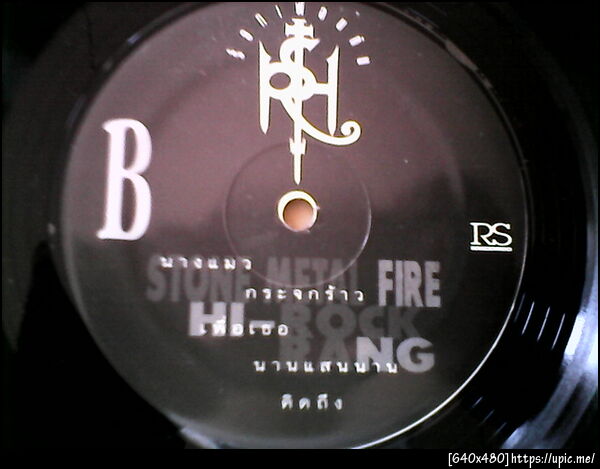 B
RS
นางแมว
STONE METAL FIRE
กระจกร้าว
HI-ROCK
เพื่อเธอ
BANG
นานแสนนาน
คิดถึง
[640x480]https://upic.me/